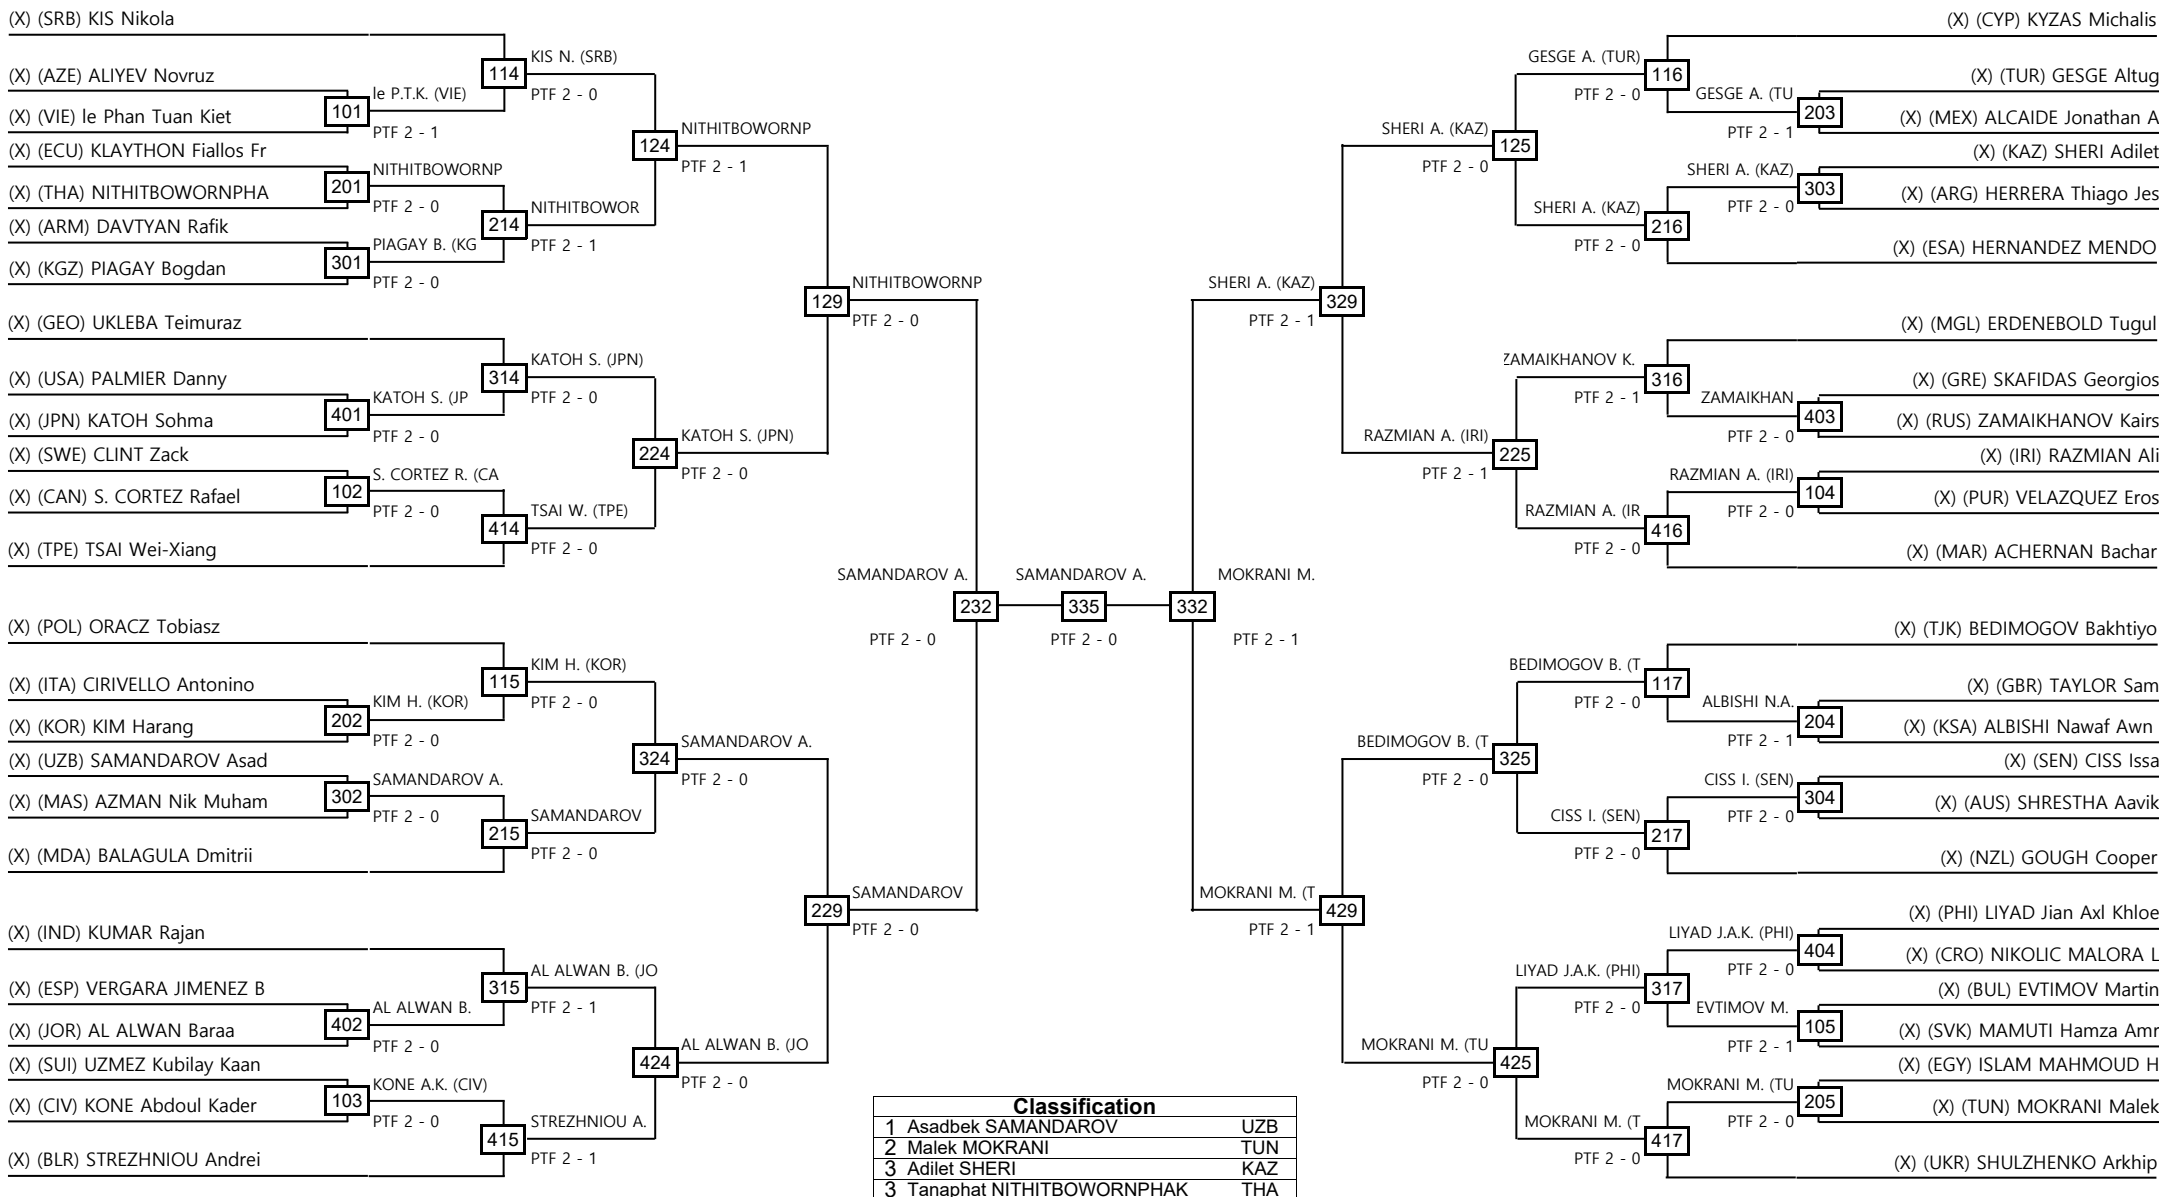 (X) (SRB) KIS Nikola
(X) (AZE) ALIYEV Novruz
(X) (VIE) le Phan Tuan Kiet
(X) (ECU) KLAYTHON Fiallos Fr
(X) (THA) NITHITBOWORNPHA
(X) (ARM) DAVTYAN Rafik
(X) (KGZ) PIAGAY Bogdan
(X) (GEO) UKLEBA Teimuraz
(X) (USA) PALMIER Danny
(X) (JPN) KATOH Sohma
(X) (SWE) CLINT Zack
(X) (CAN) S. CORTEZ Rafael
(X) (TPE) TSAI Wei-Xiang
(X) (POL) ORACZ Tobiasz
(X) (ITA) CIRIVELLO Antonino
(X) (KOR) KIM Harang
(X) (UZB) SAMANDAROV Asad
(X) (MAS) AZMAN Nik Muham
(X) (MDA) BALAGULA Dmitrii
(X) (IND) KUMAR Rajan
(X) (ESP) VERGARA JIMENEZ B
(X) (JOR) AL ALWAN Baraa
(X) (SUI) UZMEZ Kubilay Kaan
(X) (CIV) KONE Abdoul Kader
(X) (BLR) STREZHNIOU Andrei
101
le P.T.K. (VIE)
PTF 2 - 1
201
NITHITBOWORNP
PTF 2 - 0
301
PIAGAY B. (KG
PTF 2 - 0
401
KATOH S. (JP
PTF 2 - 0
102
S. CORTEZ R. (CA
PTF 2 - 0
202
KIM H. (KOR)
PTF 2 - 0
302
SAMANDAROV A.
PTF 2 - 0
402
AL ALWAN B.
PTF 2 - 0
103
KONE A.K. (CIV)
PTF 2 - 0
114
KIS N. (SRB)
PTF 2 - 0
214
NITHITBOWOR
PTF 2 - 1
314
KATOH S. (JPN)
PTF 2 - 0
414
TSAI W. (TPE)
PTF 2 - 0
115
KIM H. (KOR)
PTF 2 - 0
215
SAMANDAROV
PTF 2 - 0
315
AL ALWAN B. (JO
PTF 2 - 1
415
STREZHNIOU A.
PTF 2 - 1
124
NITHITBOWORNP
PTF 2 - 1
224
KATOH S. (JPN)
PTF 2 - 0
324
SAMANDAROV A.
PTF 2 - 0
424
AL ALWAN B. (JO
PTF 2 - 0
129
NITHITBOWORNP
PTF 2 - 0
229
SAMANDAROV
PTF 2 - 0
SAMANDAROV A.
232
PTF 2 - 0
SAMANDAROV A.
335
PTF 2 - 0
MOKRANI M.
332
PTF 2 - 1
SHERI A. (KAZ)
329
PTF 2 - 1
MOKRANI M. (T
429
PTF 2 - 1
SHERI A. (KAZ)
125
PTF 2 - 0
RAZMIAN A. (IRI)
225
PTF 2 - 1
BEDIMOGOV B. (T
325
PTF 2 - 0
MOKRANI M. (TU
425
PTF 2 - 0
GESGE A. (TUR)
116
PTF 2 - 0
SHERI A. (KAZ)
216
PTF 2 - 0
ZAMAIKHANOV K.
316
PTF 2 - 1
RAZMIAN A. (IR
416
PTF 2 - 0
BEDIMOGOV B. (T
117
PTF 2 - 0
CISS I. (SEN)
217
PTF 2 - 0
LIYAD J.A.K. (PHI)
317
PTF 2 - 0
MOKRANI M. (T
417
PTF 2 - 0
GESGE A. (TU
203
PTF 2 - 1
SHERI A. (KAZ)
303
PTF 2 - 0
ZAMAIKHAN
403
PTF 2 - 0
RAZMIAN A. (IRI)
104
PTF 2 - 0
ALBISHI N.A.
204
PTF 2 - 1
CISS I. (SEN)
304
PTF 2 - 0
LIYAD J.A.K. (PHI)
404
PTF 2 - 0
EVTIMOV M.
105
PTF 2 - 1
MOKRANI M. (TU
205
PTF 2 - 0
(X) (CYP) KYZAS Michalis
(X) (TUR) GESGE Altug
(X) (MEX) ALCAIDE Jonathan A
(X) (KAZ) SHERI Adilet
(X) (ARG) HERRERA Thiago Jes
(X) (ESA) HERNANDEZ MENDO
(X) (MGL) ERDENEBOLD Tugul
(X) (GRE) SKAFIDAS Georgios
(X) (RUS) ZAMAIKHANOV Kairs
(X) (IRI) RAZMIAN Ali
(X) (PUR) VELAZQUEZ Eros
(X) (MAR) ACHERNAN Bachar
(X) (TJK) BEDIMOGOV Bakhtiyo
(X) (GBR) TAYLOR Sam
(X) (KSA) ALBISHI Nawaf Awn
(X) (SEN) CISS Issa
(X) (AUS) SHRESTHA Aavik
(X) (NZL) GOUGH Cooper
(X) (PHI) LIYAD Jian Axl Khloe
(X) (CRO) NIKOLIC MALORA L
(X) (BUL) EVTIMOV Martin
(X) (SVK) MAMUTI Hamza Amr
(X) (EGY) ISLAM MAHMOUD H
(X) (TUN) MOKRANI Malek
(X) (UKR) SHULZHENKO Arkhip
Classification
1 Asadbek SAMANDAROV UZB
2 Malek MOKRANI TUN
3 Adilet SHERI KAZ
3 Tanaphat NITHITBOWORNPHAK THA